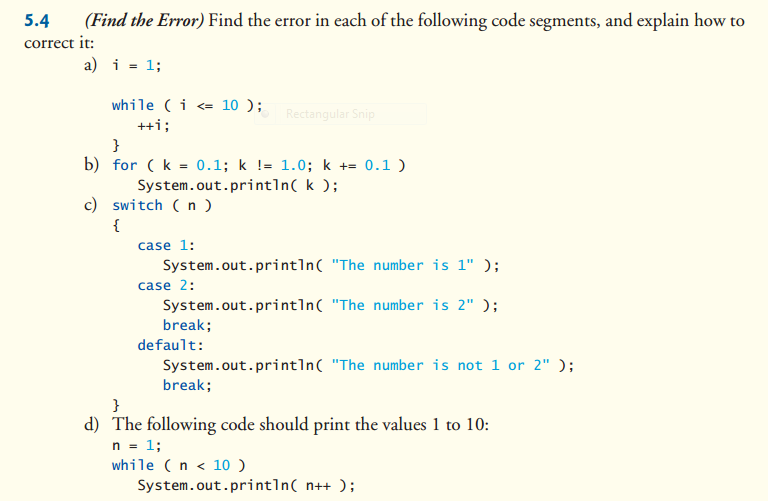 5.4 (Find the Error) Find the error in each of the following code segments, and explain how to
correct it:
a) i = 1;
while ( i <= 10 );
Rectangular Snip
++i;
}
b) for ( k = 0.1; k != 1.0; k += 0.1 )
System.out.println( k );
c) switch ( n )
{
case 1:
System.out.println( "The number is 1" );
case 2:
System.out.println( "The number is 2" );
break;
default:
System.out.println( "The number is not 1 or 2" );
break;
}
d) The following code should print the values 1 to 10:
n = 1;
while ( n < 10 )
System.out.println( n++ );